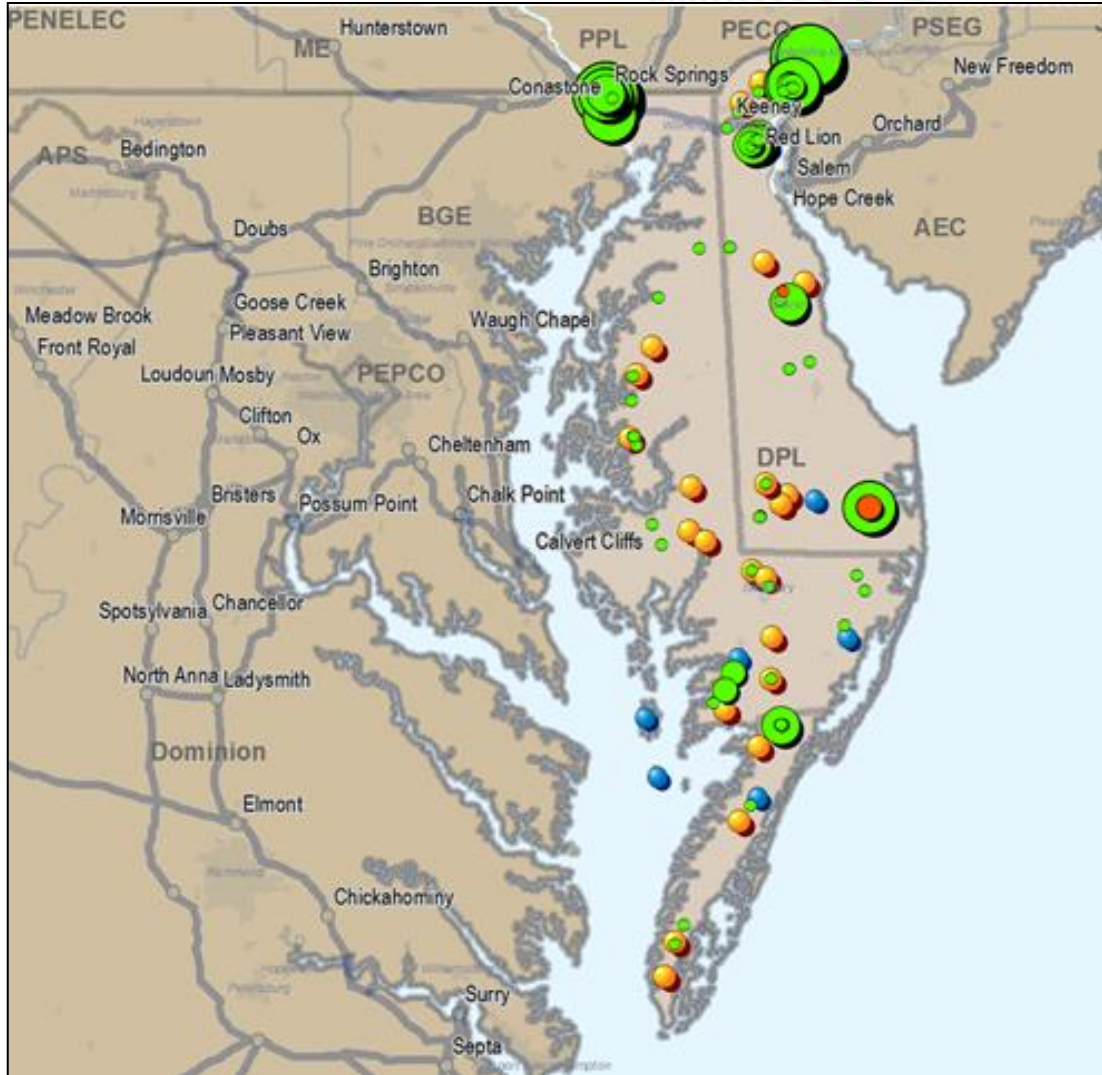 PENELEC
Hunterstown
ME
PPL
PECO
PSEG
J
Rock Springs
New Freedom
Conastone
Keeney
Red Lion
Orchard
APS
Bedington
Salem
Hope Creek
BGE
AEC
Doubs
Brighton
Goose Creek
Meadow Brook
Pleasant View
Waugh Chapel
Front Royal
Loudoun
Mosby
PEPCO
Clifton
Ox
Cheltenham
DPL
Bristers
Possum Point
Chalk Point
Morrisville
Calvert Cliffs
Spotsylvania
Chancellor
North Anna
Ladysmith
Dominion
Elmont
Chickahominy
Surry
Septa